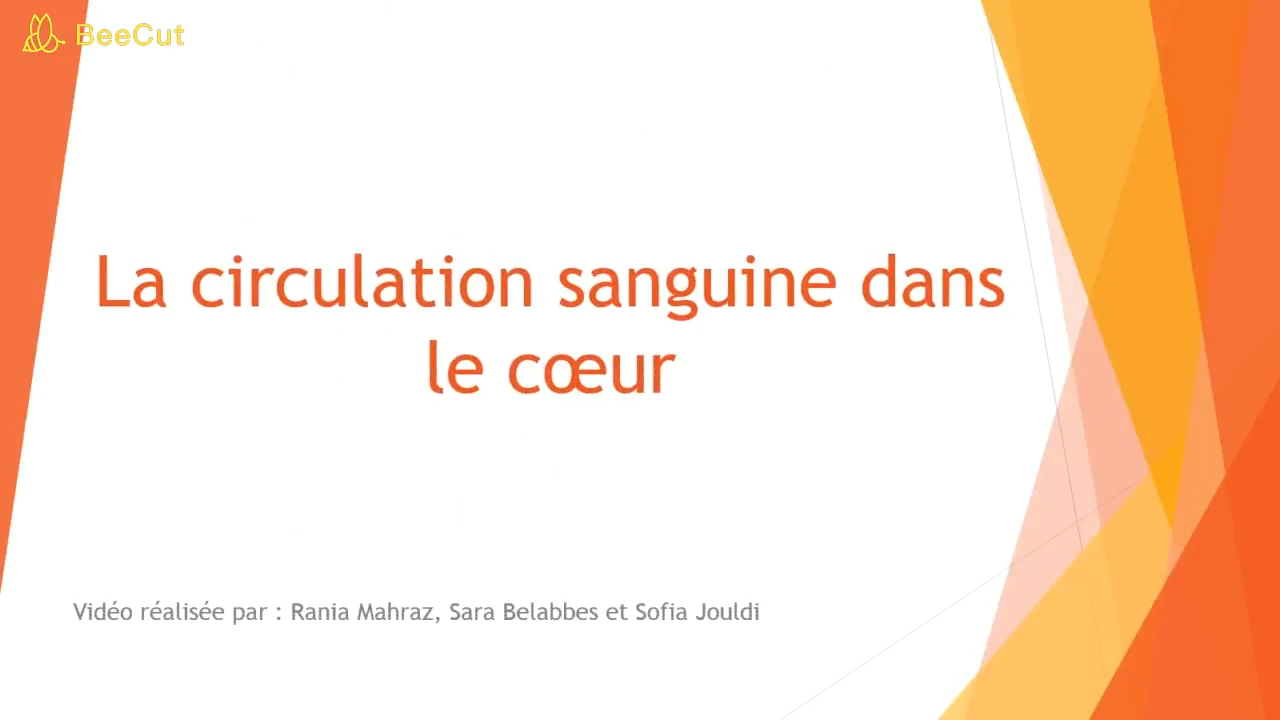 BeeCut
La circulation sanguine dans
le cœur
Vidéo réalisée par : Rania Mahraz, Sara Belabbes et Sofia Jouldi